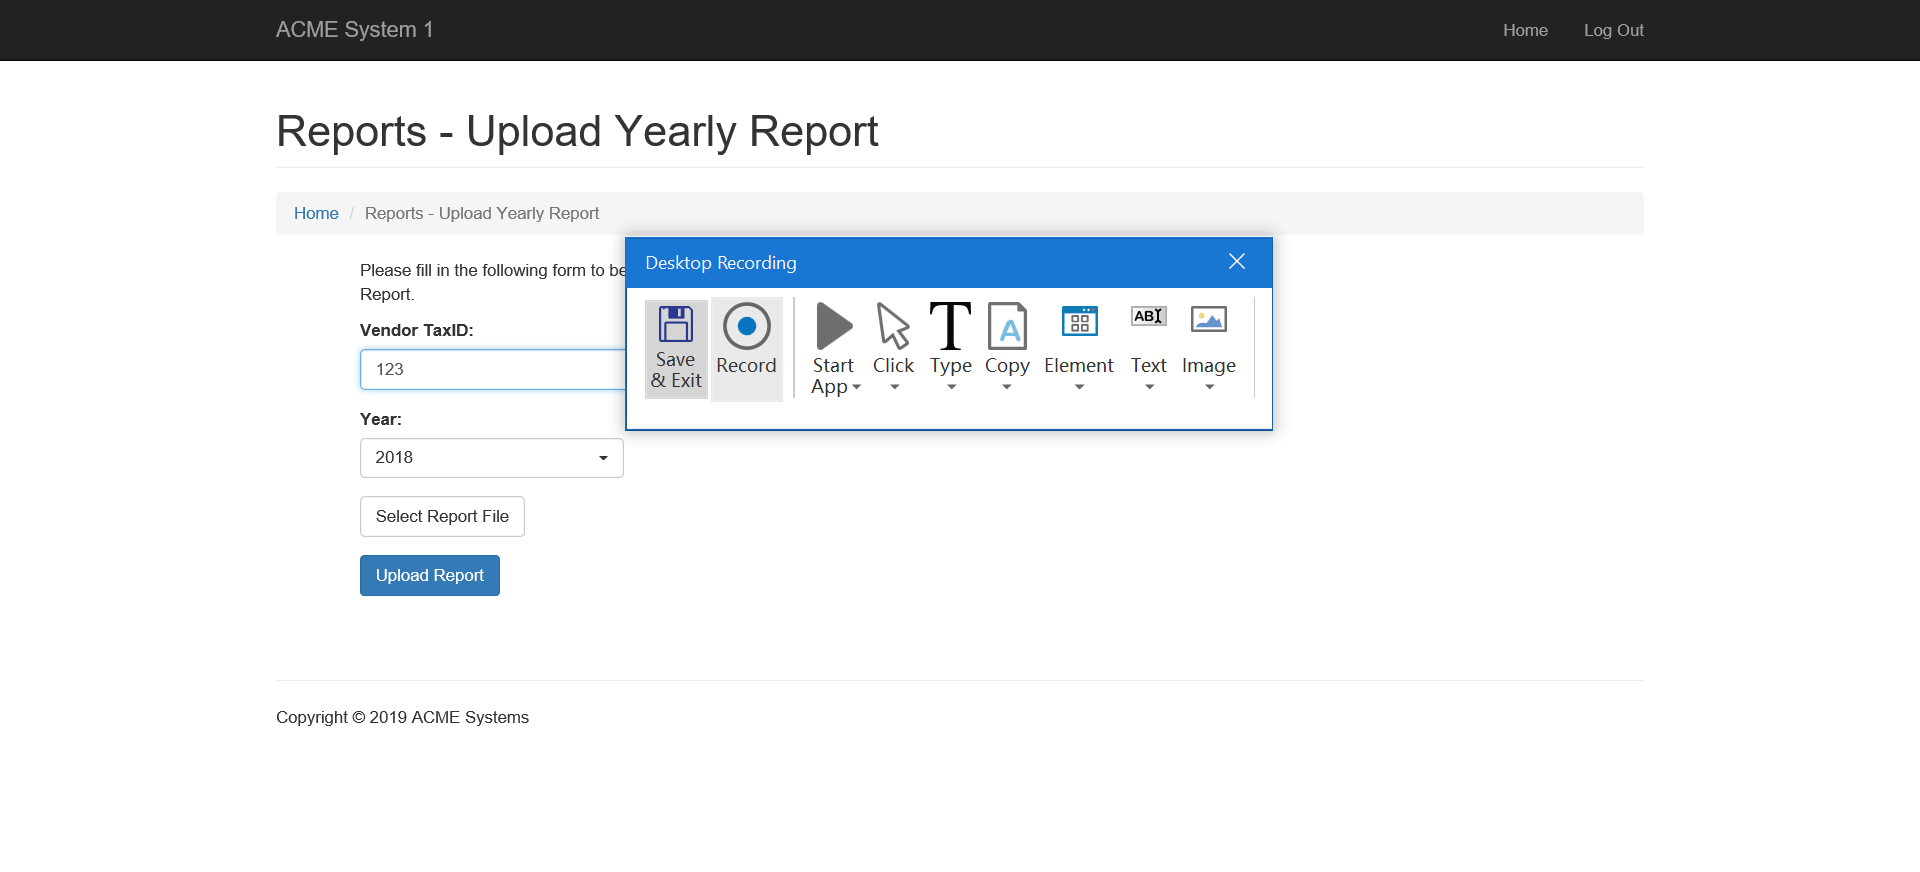 ACME System 1
Home
Log Out
Reports - Upload Yearly Report
Home / Reports - Upload Yearly Report
Please fill in the following form to be
Report.
Vendor TaxID:
123
Year:
2018
Select Report File
Upload Report
Desktop Recording
Save
& Exit
Record
Start
App
Click
Type
Copy
Element
Text
Image
A
ABI
Copyright © 2019 ACME Systems